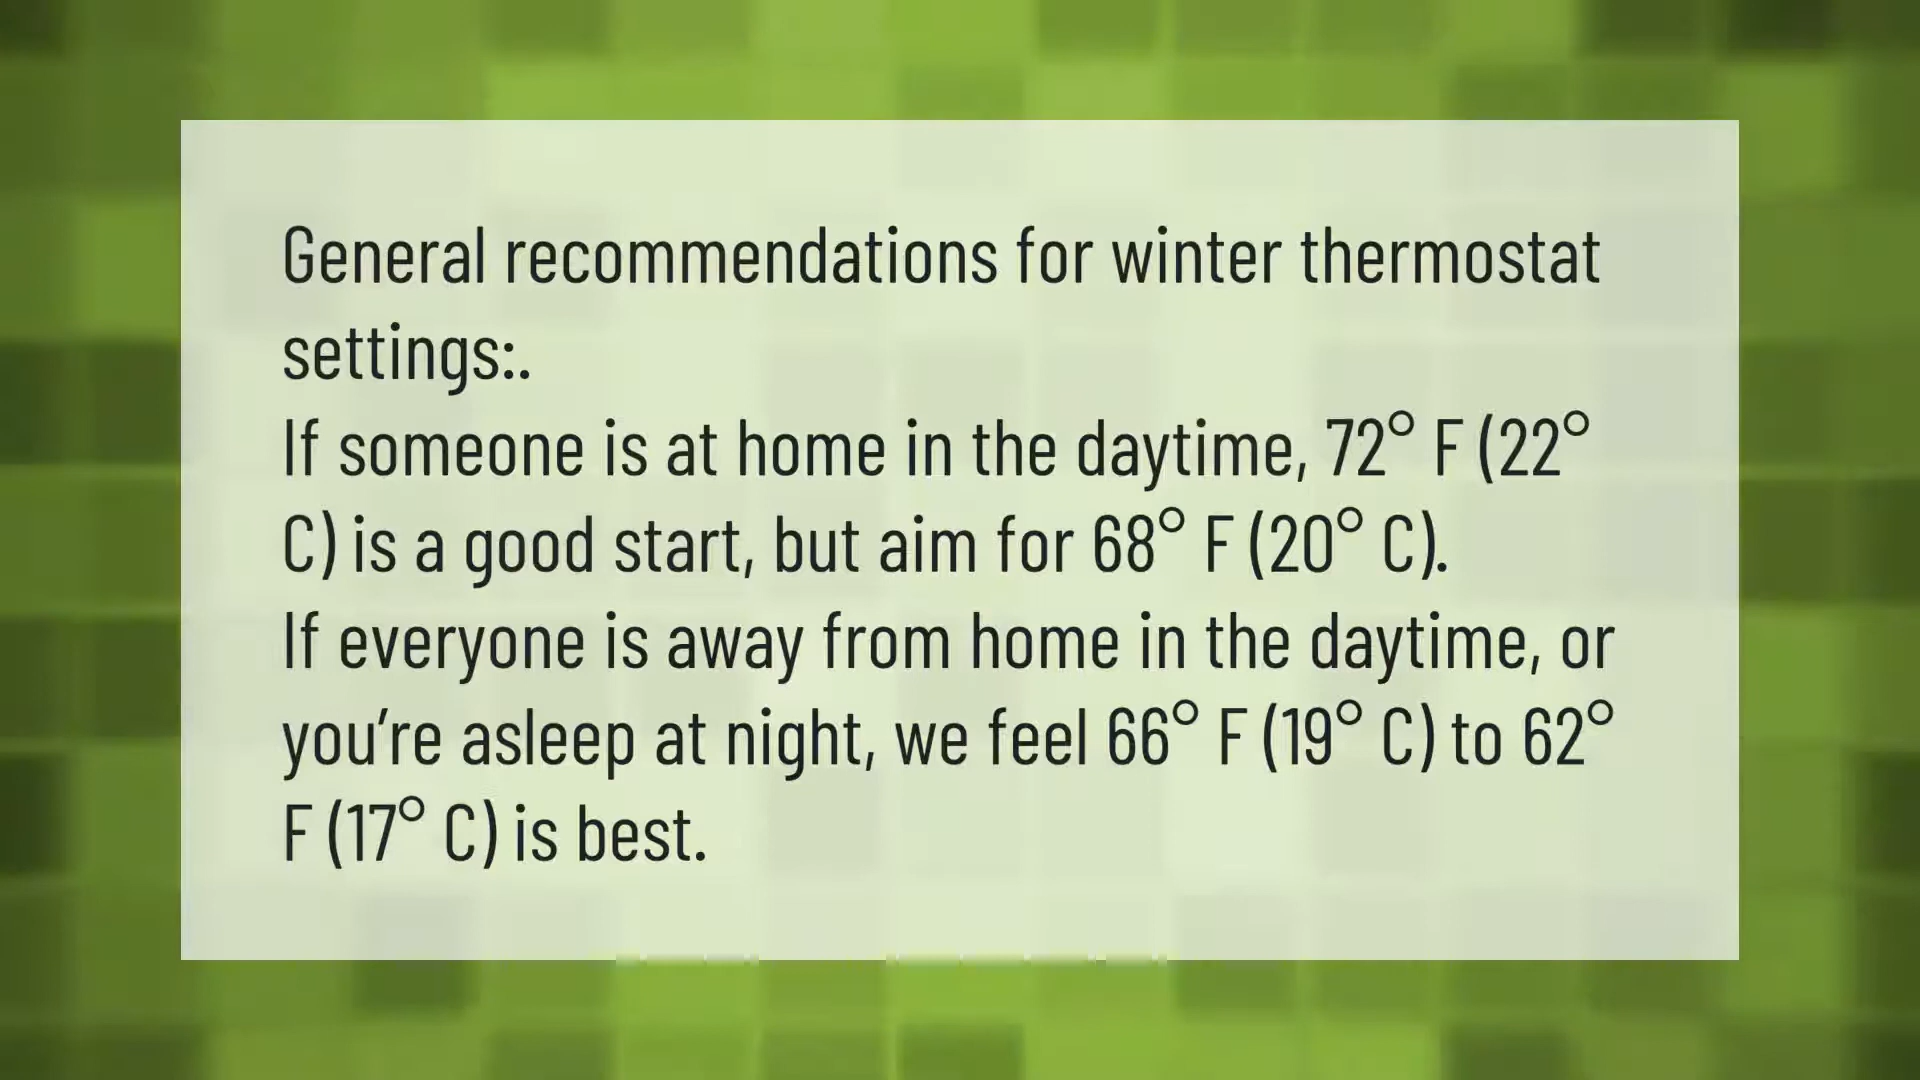 General recommendations for winter thermostat
settings:.
If someone is at home in the daytime, 72° F (22°
C) is a good start, but aim for 68° F (20° C).
If everyone is away from home in the daytime, or
you’re asleep at night, we feel 66° F (19° C) to 62°
F (17° C) is best.